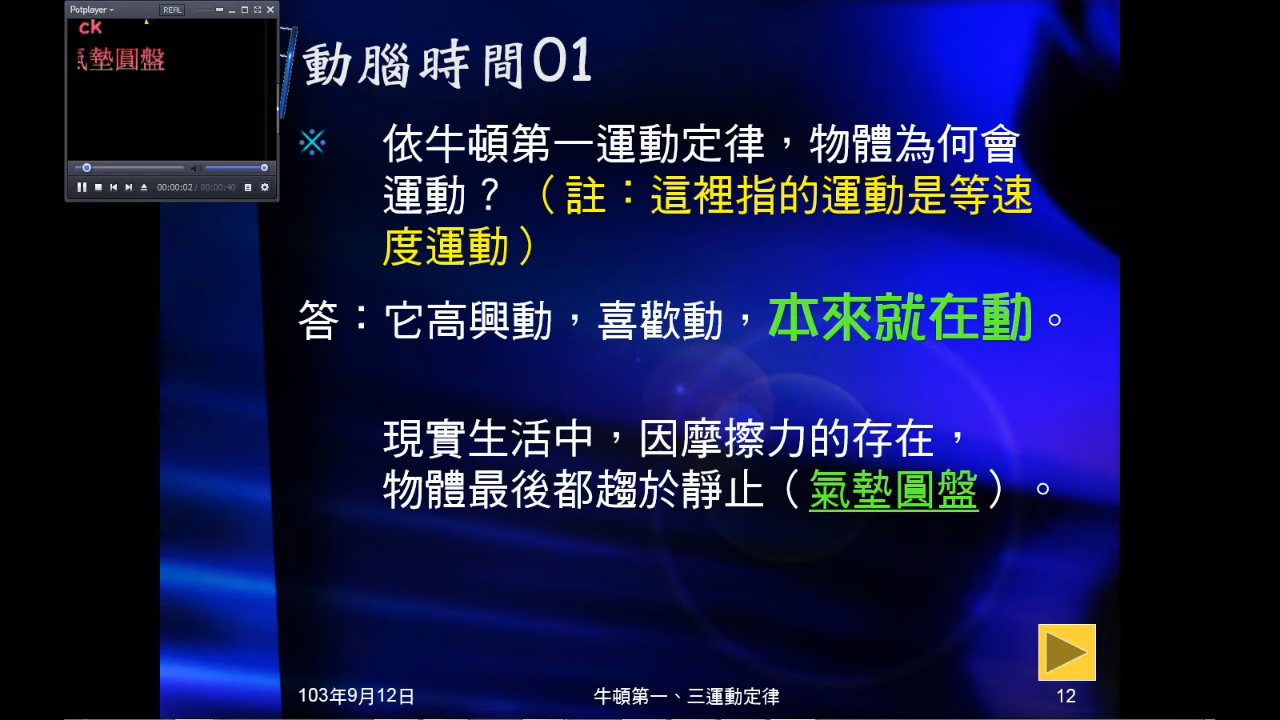 Potplayer
REAL
ck
氣墊圓盤
00:00:02 / 00:00:40
動腦時間01
※ 依牛頓第一運動定律，物體為何會
運動？（註：這裡指的運動是等速
度運動）
答：它高興動，喜歡動，本來就在動。
現實生活中，因摩擦力的存在，
物體最後都趨於靜止（氣墊圓盤）。
103年9月12日
牛頓第一、三運動定律
12